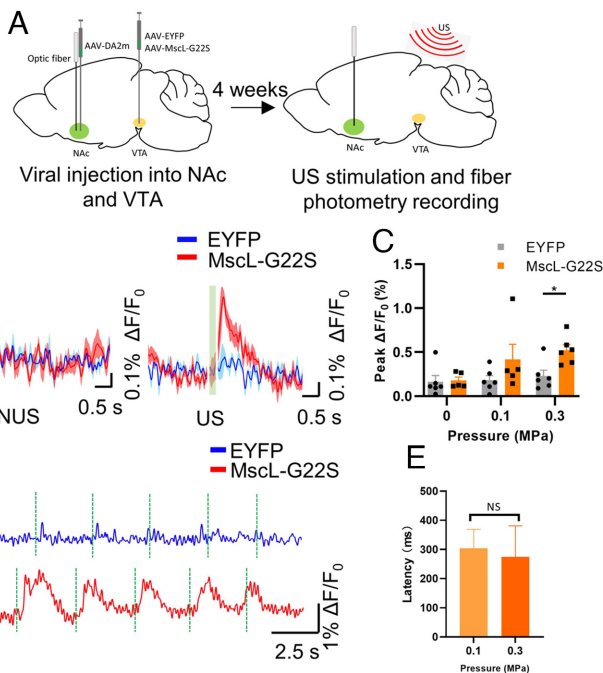 A
US
AAV-EYFP
AAV-DA2m AAV-MscL-G22S
Optic fiber
4 weeks
NAc VTA
NAc VTA
Viral injection into NAc
and VTA
US stimulation and fiber
photometry recording
EYFP
MscL-G22S
0.1% ΔF/F0
0.5 s
NUS
0.1% ΔF/F0
0.5 s
US
C
EYFP
MscL-G22S
Peak ΔF/F0 (%)
1.5
1.0
0.5
0.0
*
0 0.1 0.3
Pressure (MPa)
EYFP
MscL-G22S
1% ΔF/F0
2.5 s
E
Latency (ms)
500
400
300
200
100
0
NS
0.1 0.3
Pressure (MPa)